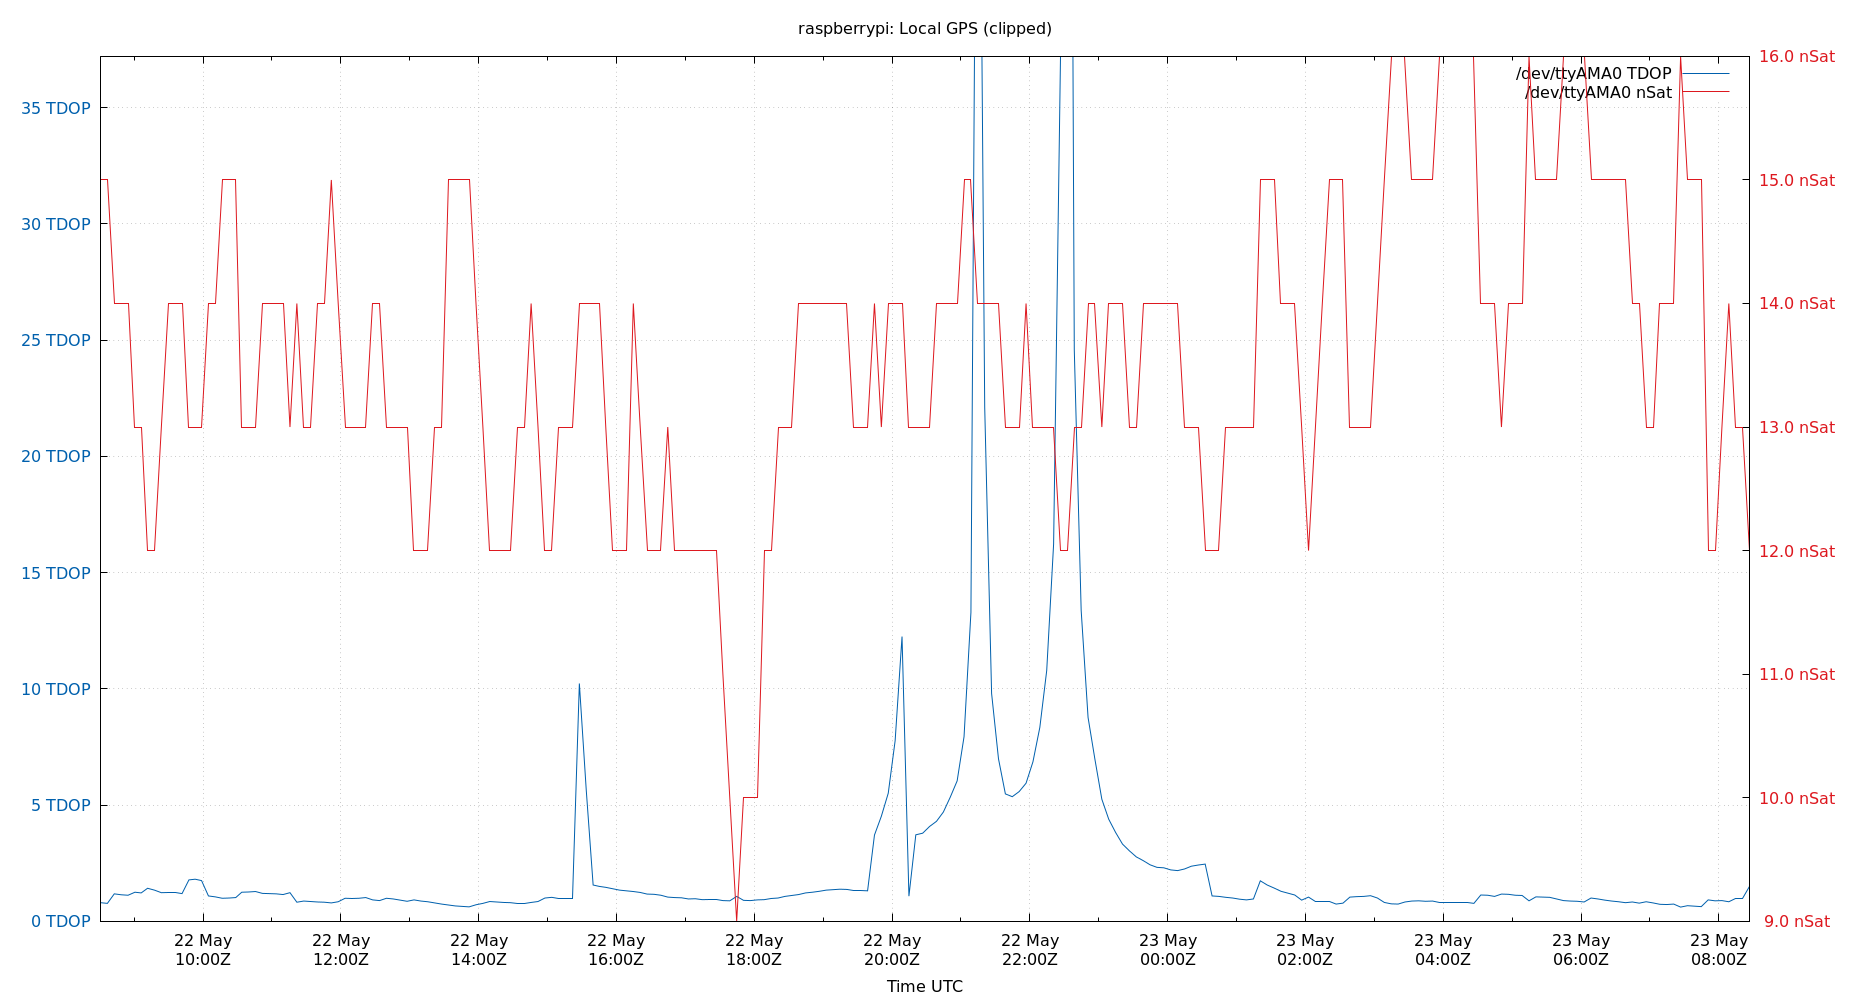 raspberrypi: Local GPS (clipped)
/dev/ttyAMA0 TDOP
/dev/ttyAMA0 nSat
35 TDOP
30 TDOP
25 TDOP
20 TDOP
15 TDOP
10 TDOP
5 TDOP
0 TDOP
16.0 nSat
15.0 nSat
14.0 nSat
13.0 nSat
12.0 nSat
11.0 nSat
10.0 nSat
9.0 nSat
22 May
10:00Z
22 May
12:00Z
22 May
14:00Z
22 May
16:00Z
22 May
18:00Z
22 May
20:00Z
22 May
22:00Z
23 May
00:00Z
23 May
02:00Z
23 May
04:00Z
23 May
06:00Z
23 May
08:00Z
Time UTC